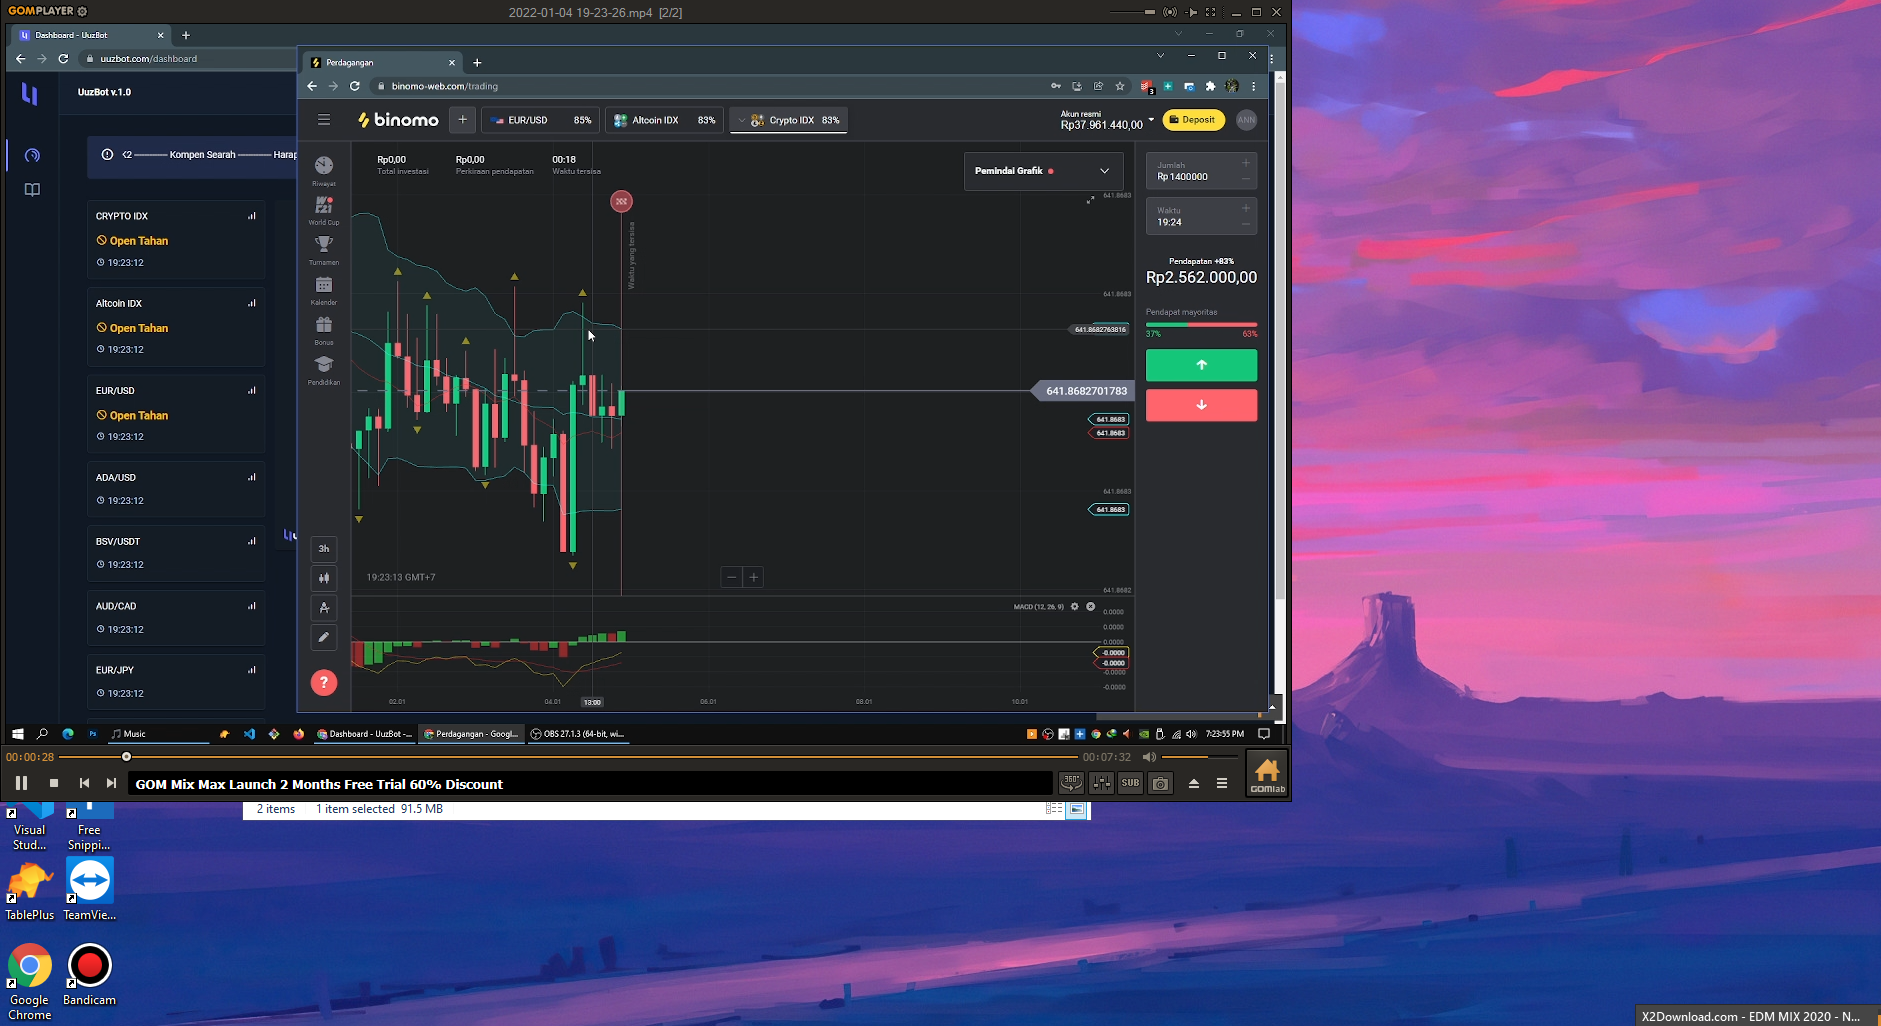 GOMPLAYER
2022-01-04 19-23-26.mp4 [2/2]
Dashboard - UuzBot
uuzbot.com/dashboard
Perdagangan
binomo-web.com/trading
UuzBot v.1.0
Kompen Searah
Harap
CRYPTO IDX
Open Tahan
19:23:12
Altcoin IDX
Open Tahan
19:23:12
EUR/USD
Open Tahan
19:23:12
ADA/USD
19:23:12
BSV/USDT
19:23:12
AUD/CAD
19:23:12
EUR/JPY
19:23:12
binomo
EUR/USD 85%
Altcoin IDX 83%
Crypto IDX 83%
Akun resmi
Rp37.961.440,00
Deposit
ANN
Riwayat
World Cup
Turnamen
Kalender
Bonus
Pendidikan
3h
Rp0,00
Total investasi
Rp0,00
Perkiraan pendapatan
00:18
Waktu tersisa
Waktu yang tersisa
Pemindai Grafik
641.8683
641.8683
641.8682763816
641.8682701783
641.8683
641.8683
641.8683
641.8683
641.8682
19:23:13 GMT+7
MACD (12, 26, 9)
0.0000
0.0000
0.0000
-0.0000
-0.0000
-0.0000
-0.0000
02.01
04.01
13:00
06.01
08.01
10.01
Jumlah
Rp1400000
Waktu
19:24
Pendapatan +83%
Rp2.562.000,00
Pendapat mayoritas
37%
63%
Music
Dashboard - UuzBot -...
Perdagangan - Googl...
OBS 27.1.3 (64-bit, wi...
7:23:55 PM
00:00:28
00:07:32
GOM Mix Max Launch 2 Months Free Trial 60% Discount
360°
SUB
GOMlab
2 items
1 item selected 91.5 MB
Visual Stud...
Free Snippi...
TablePlus
TeamVie...
Google Chrome
Bandicam
X2Download.com - EDM MIX 2020 - N...